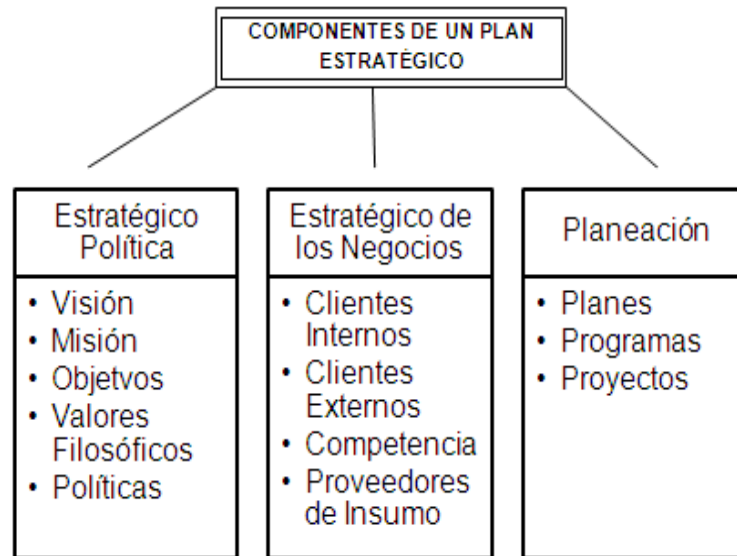 COMPONENTES DE UN PLAN
ESTRATÉGICO
Estratégico
Política
• Visión
• Misión
• Objetvos
• Valores
Filosóficos
• Políticas
Estratégico de
los Negocios
• Clientes
Internos
• Clientes
Externos
• Competencia
• Proveedores
de Insumo
Planeación
• Planes
• Programas
• Proyectos